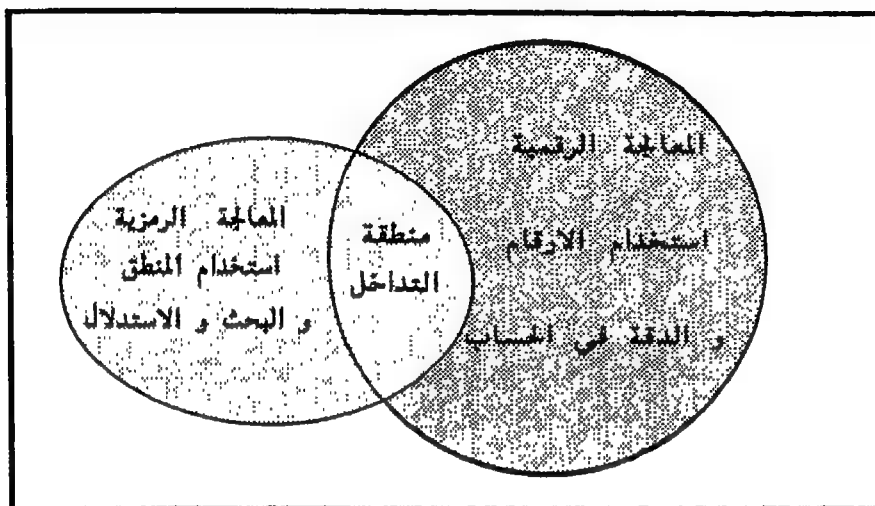 المعالجة الرقمية
استخدام الارقام
و الدقة في الحساب
منطقة
التداخل
المعالجة الرمزية
استخدام المنطق
و البحث و الاستدلال